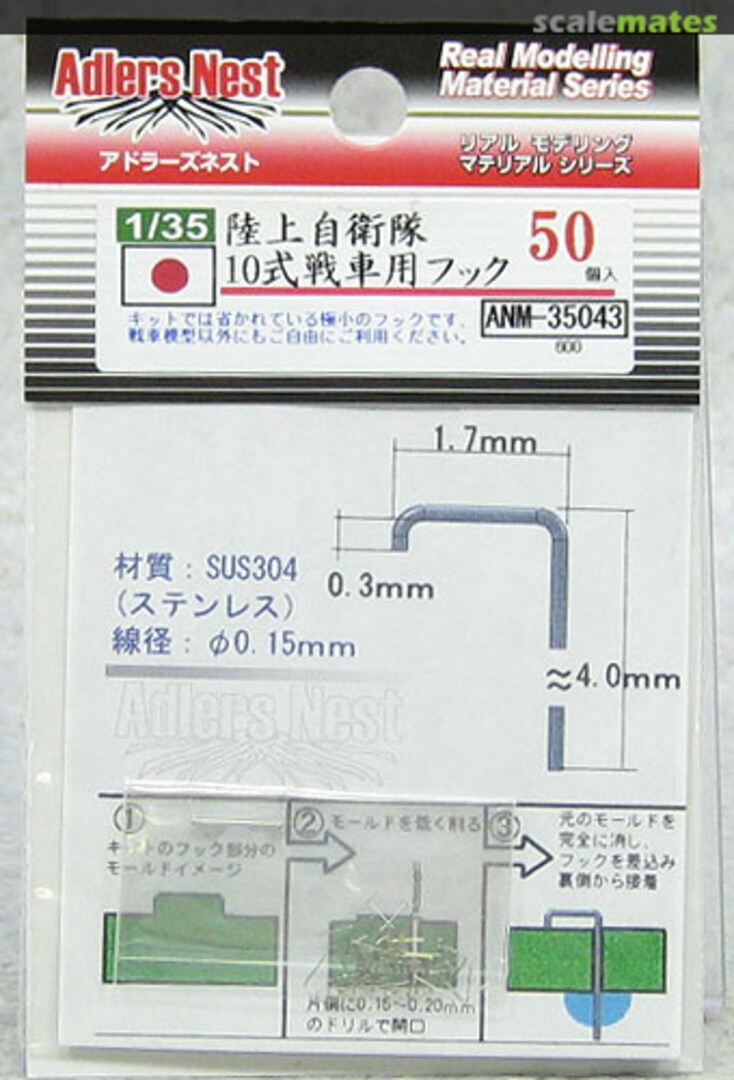 scalemates
Adlers Nest
アドラーズネスト
Real Modelling
Material Series
リアル モデリング
マテリアル シリーズ
1/35
陸上自衛隊
10式戦車用フック
50
個入
キットでは省かれている極小のフックです、
戦車模型以外にもご自由にご利用ください。
ANM-35043
600
1.7mm
0.3mm
≈4.0mm
材質：SUS304
（ステンレス）
線径：φ0.15mm
Adlers Nest
①
キットのフック部分の
モールドイメージ
②
モールドを低く削る
片側に0.15～0.20mm
のドリルで開口
③
元のモールドを
完全に消し、
フックを差込み
裏側から接着